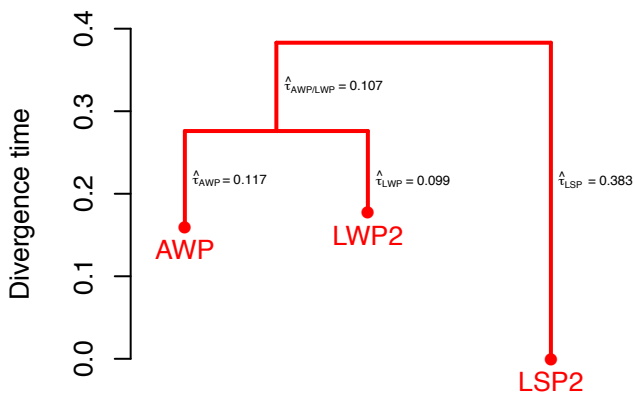 Divergence time
0.4
0.3
0.2
0.1
0.0
τ̂AWP/LWP = 0.107
τ̂AWP = 0.117
τ̂LWP = 0.099
τ̂LSP = 0.383
AWP
LWP2
LSP2